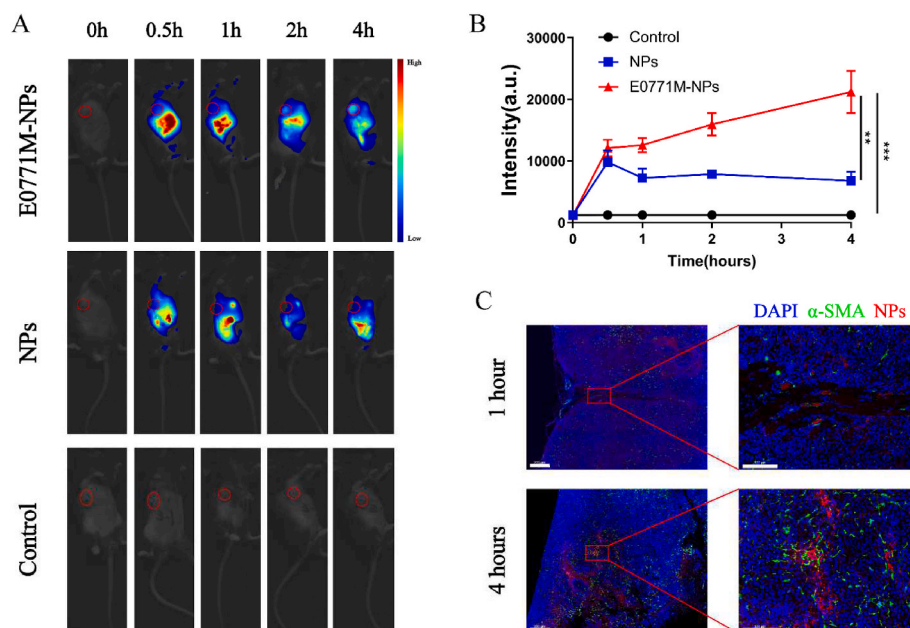 A
0h 0.5h 1h 2h 4h
E0771M-NPs
High
Low
NPs
Control
B
Control
NPs
E0771M-NPs
Intensity(a.u.)
30000
20000
10000
0
0 1 2 3 4
Time(hours)
**
***
C
DAPI α-SMA NPs
1 hour
4 hours